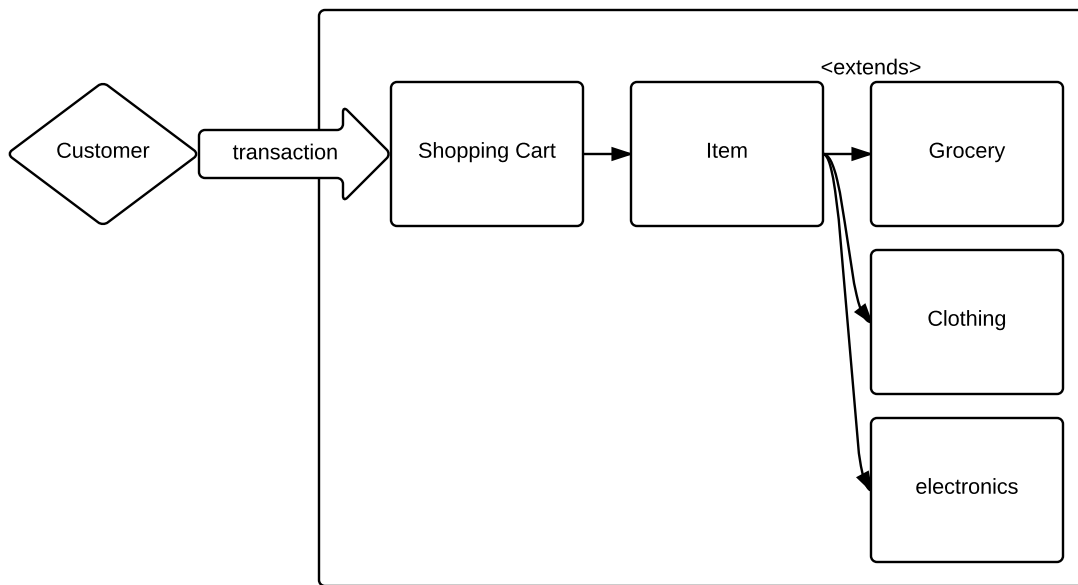 <extends>
Customer
transaction
Shopping Cart
Item
Grocery
Clothing
electronics